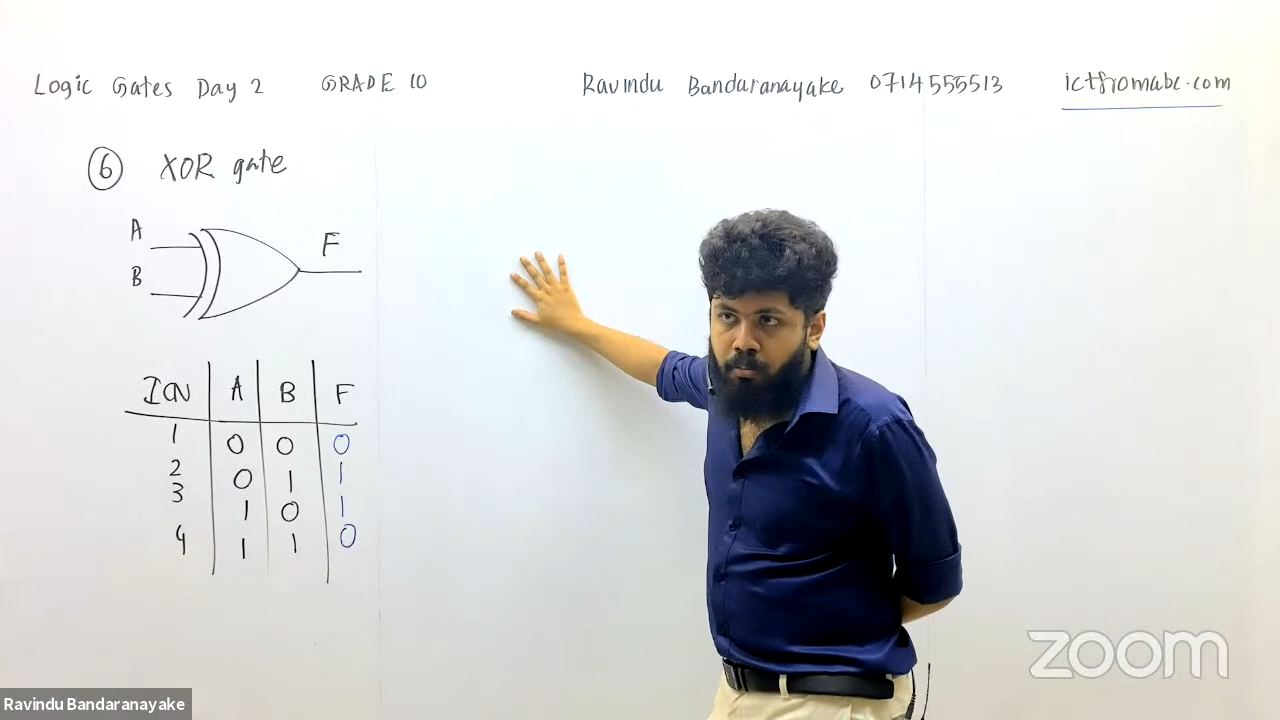 Logic Gates Day 2 GRADE 10 Ravindu Bandaranayake 0714555513 ictfromabc.com
6 XOR gate
A
F
B
ICN A B F
1 0 0 0
2 0 1 1
3 1 0 1
4 1 1 0
zoom
Ravindu Bandaranayake